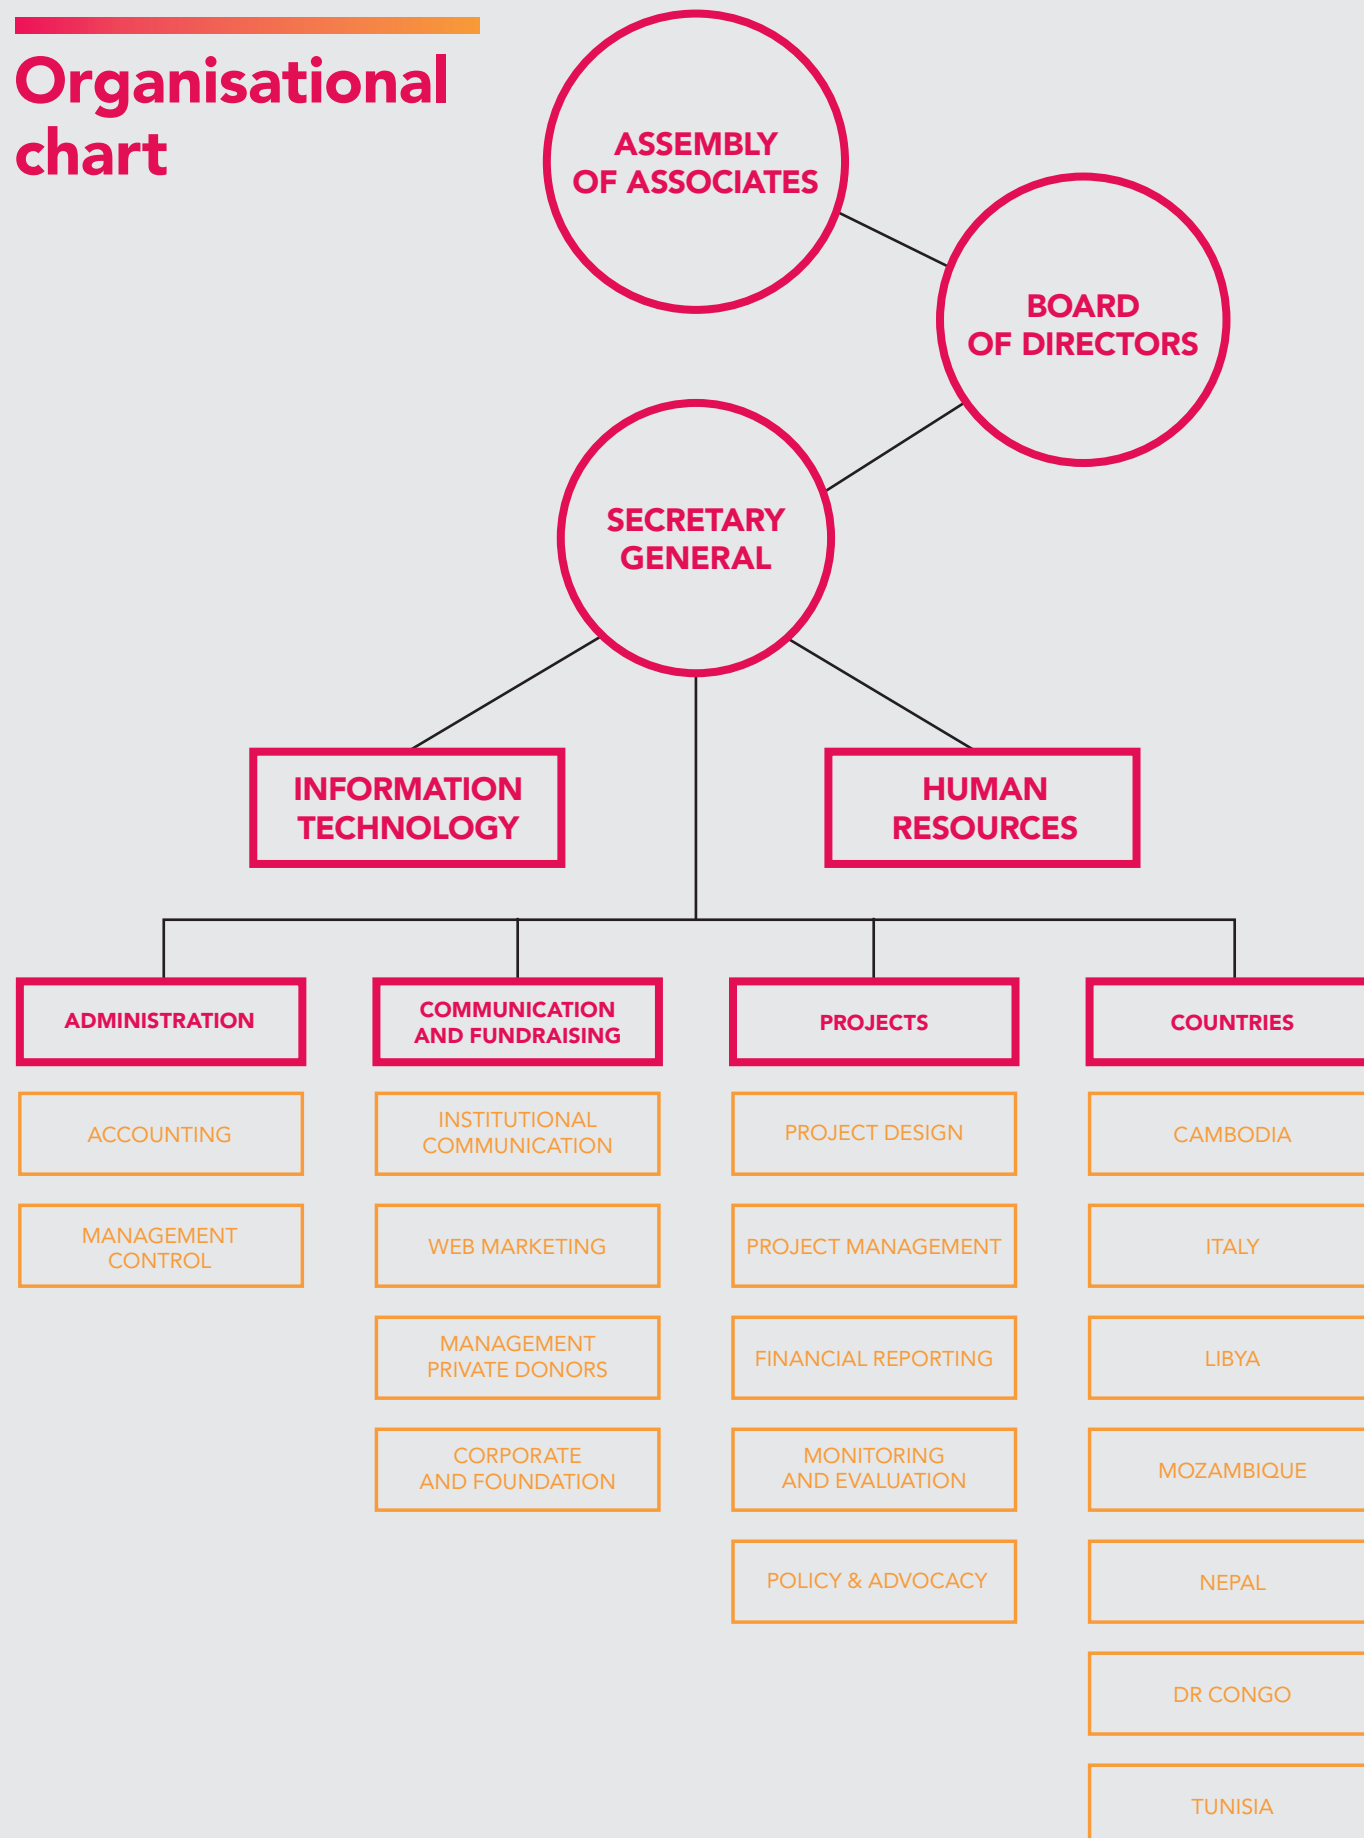 Organisational
chart
ASSEMBLY
OF ASSOCIATES
BOARD
OF DIRECTORS
SECRETARY
GENERAL
INFORMATION
TECHNOLOGY
HUMAN
RESOURCES
ADMINISTRATION
ACCOUNTING
MANAGEMENT
CONTROL
COMMUNICATION
AND FUNDRAISING
INSTITUTIONAL
COMMUNICATION
WEB MARKETING
MANAGEMENT
PRIVATE DONORS
CORPORATE
AND FOUNDATION
PROJECTS
PROJECT DESIGN
PROJECT MANAGEMENT
FINANCIAL REPORTING
MONITORING
AND EVALUATION
POLICY & ADVOCACY
COUNTRIES
CAMBODIA
ITALY
LIBYA
MOZAMBIQUE
NEPAL
DR CONGO
TUNISIA